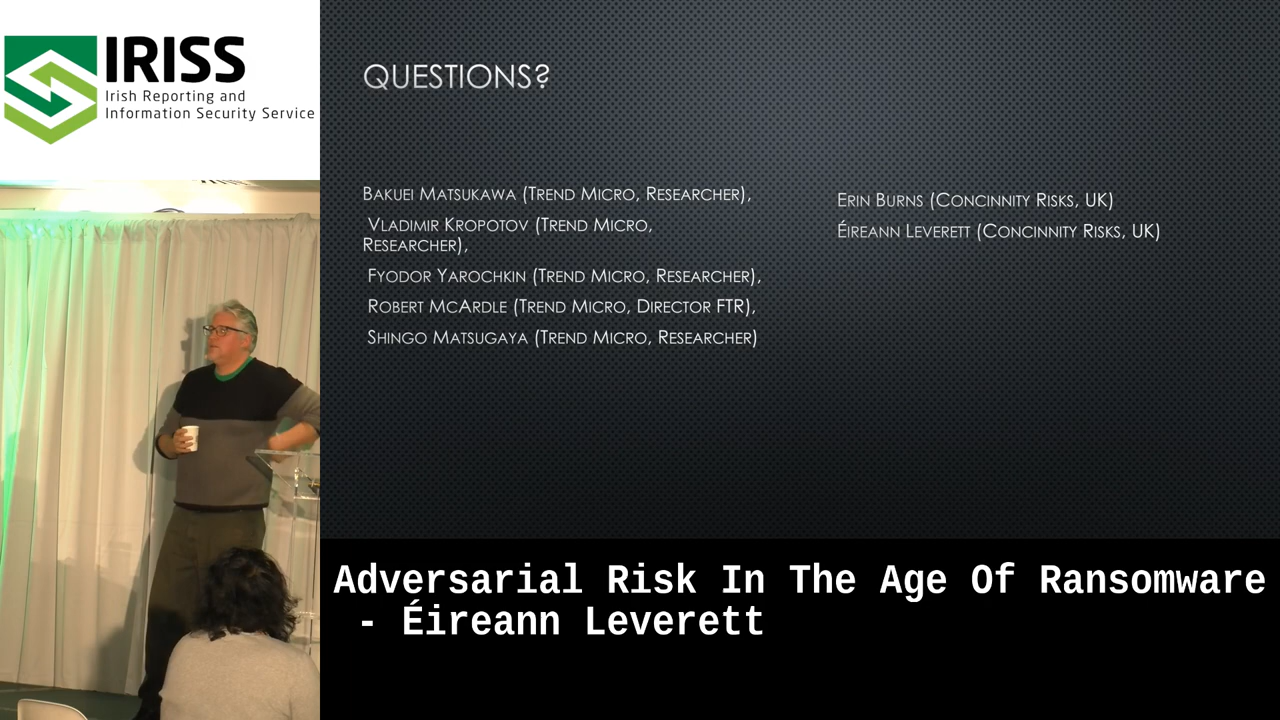 IRISS
Irish Reporting and
Information Security Service
QUESTIONS?
BAKUEI MATSUKAWA (TREND MICRO, RESEARCHER),
VLADIMIR KROPOTOV (TREND MICRO,
RESEARCHER),
FYODOR YAROCHKIN (TREND MICRO, RESEARCHER),
ROBERT MCARDLE (TREND MICRO, DIRECTOR FTR),
SHINGO MATSUGAYA (TREND MICRO, RESEARCHER)
ERIN BURNS (CONCINNITY RISKS, UK)
ÉIREANN LEVERETT (CONCINNITY RISKS, UK)
Adversarial Risk In The Age Of Ransomware
- Éireann Leverett